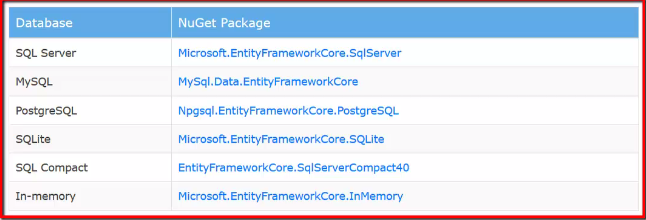 Database NuGet Package
SQL Server Microsoft.EntityFrameworkCore.SqlServer
MySQL MySql.Data.EntityFrameworkCore
PostgreSQL Npgsql.EntityFrameworkCore.PostgreSQL
SQLite Microsoft.EntityFrameworkCore.SQLite
SQL Compact EntityFrameworkCore.SqlServerCompact40
In-memory Microsoft.EntityFrameworkCore.InMemory